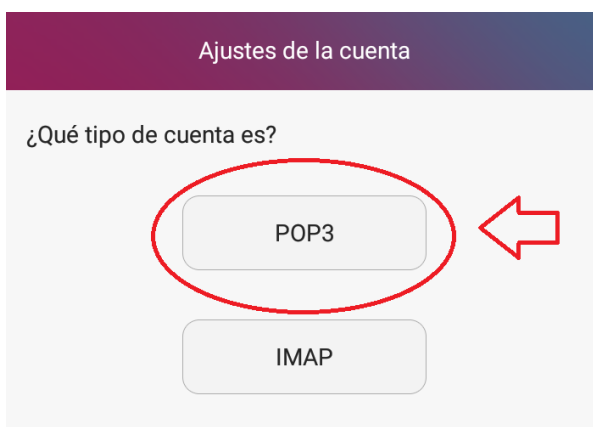 Ajustes de la cuenta
¿Qué tipo de cuenta es?
POP3
IMAP